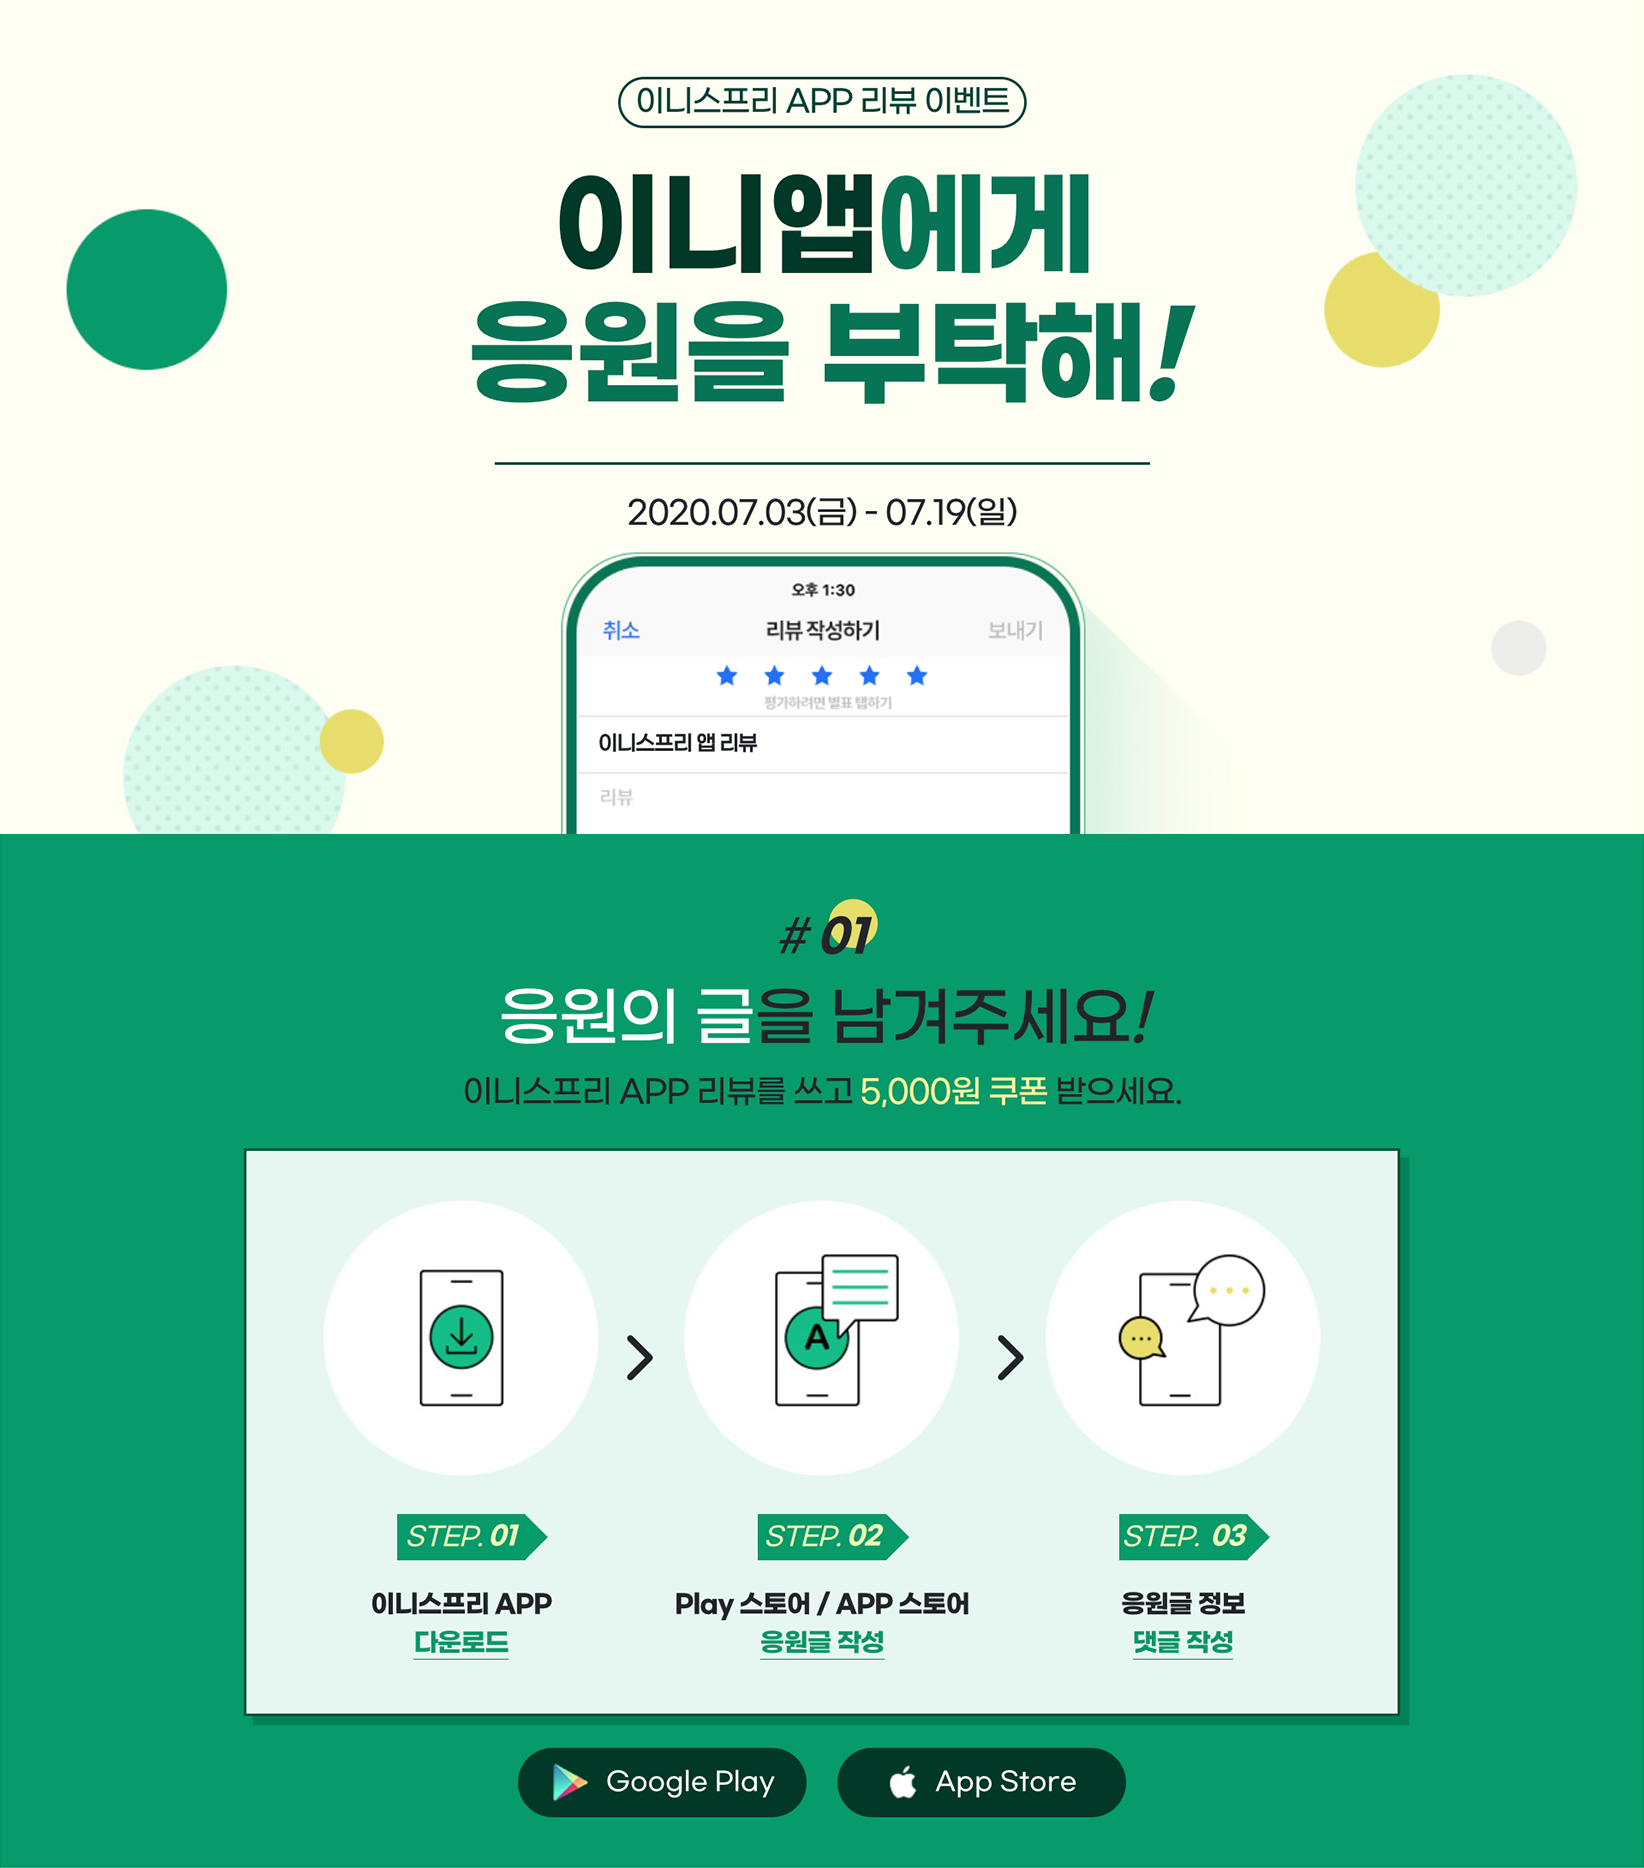 이니스프리 APP 리뷰 이벤트
이니앱에게
응원을 부탁해!
2020.07.03(금) - 07.19(일)
오후 1:30
취소 리뷰 작성하기 보내기
평가하려면 별표 탭하기
이니스프리 앱 리뷰
리뷰
# 01
응원의 글을 남겨주세요!
이니스프리 APP 리뷰를 쓰고 5,000원 쿠폰 받으세요.
A
STEP. 01
이니스프리 APP
다운로드
STEP. 02
Play 스토어 / APP 스토어
응원글 작성
STEP. 03
응원글 정보
댓글 작성
Google Play
App Store